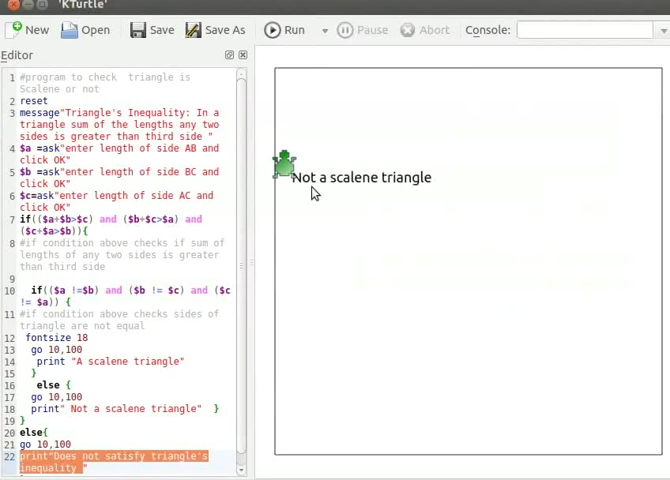 'KTurtle'
New Open Save Save As Run Pause Abort Console:
Editor
1 #program to check triangle is
Scalene or not
2 reset
3 message"Triangle's Inequality: In a
triangle sum of the lengths any two
sides is greater than third side "
4 $a =ask"enter length of side AB and
click OK"
5 $b =ask"enter length of side BC and
click OK"
6 $c=ask"enter length of side AC and
click OK"
7 if(($a+$b>$c) and ($b+$c>$a) and
($c+$a>$b)){
8 #if condition above checks if sum of
lengths of any two sides is greater
than third side
9
10 if(($a !=$b) and ($b != $c) and ($c
!= $a)) {
11 #if condition above checks sides of
triangle are not equal
12 fontsize 18
13 go 10,100
14 print "A scalene triangle"
15 }
16 else {
17 go 10,100
18 print" Not a scalene triangle" }
19 }
20 else{
21 go 10,100
22 print"Does not satisfy triangle's
inequality "
Not a scalene triangle